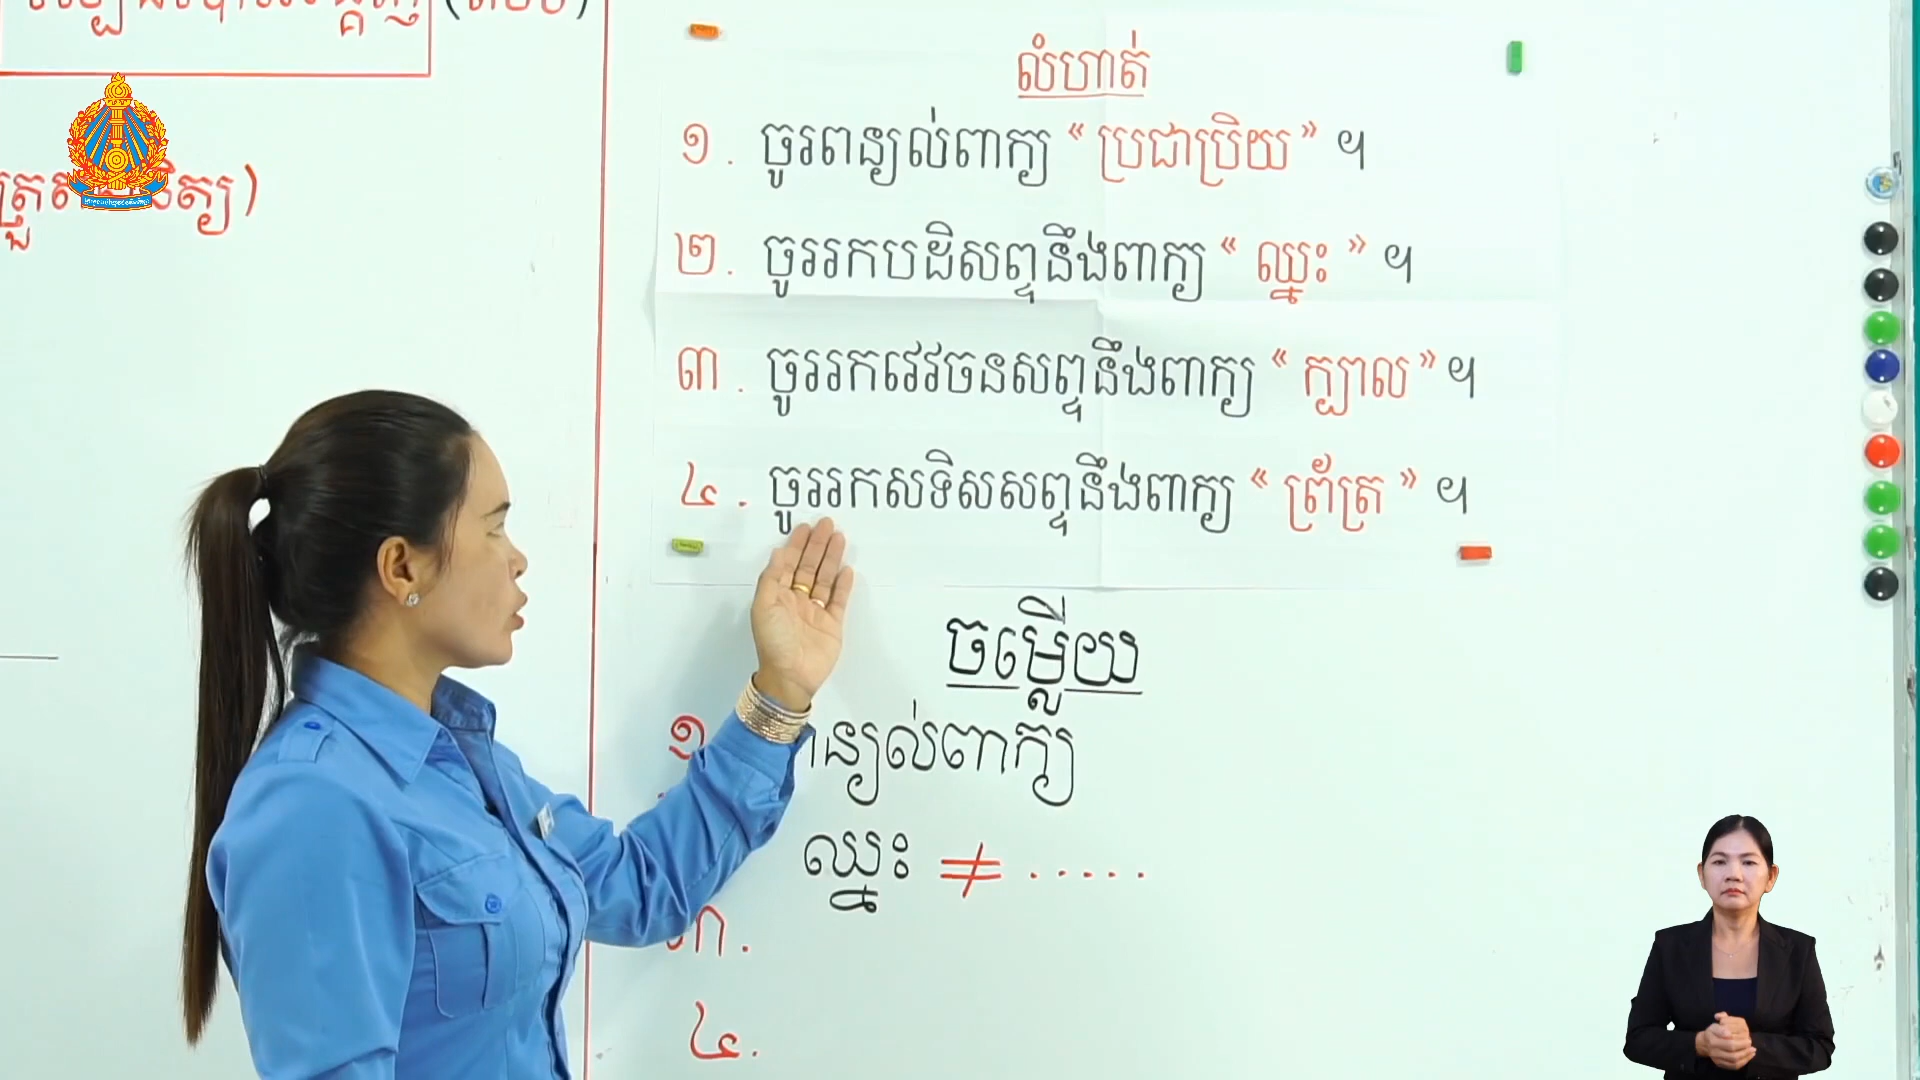 លំហាត់
១. ចូរពន្យល់ពាក្យ « ប្រជាប្រិយ » ។
២. ចូររកបដិសព្ទនឹងពាក្យ « ឈ្នះ » ។
៣. ចូររកវេវចនសព្ទនឹងពាក្យ « ក្បាល » ។
៤. ចូររកសទិសសព្ទនឹងពាក្យ « ព្រ័ត្រ » ។
ចម្លើយ
១ ពន្យល់ពាក្យ
ឈ្នះ ≠ .....
៣.
៤.